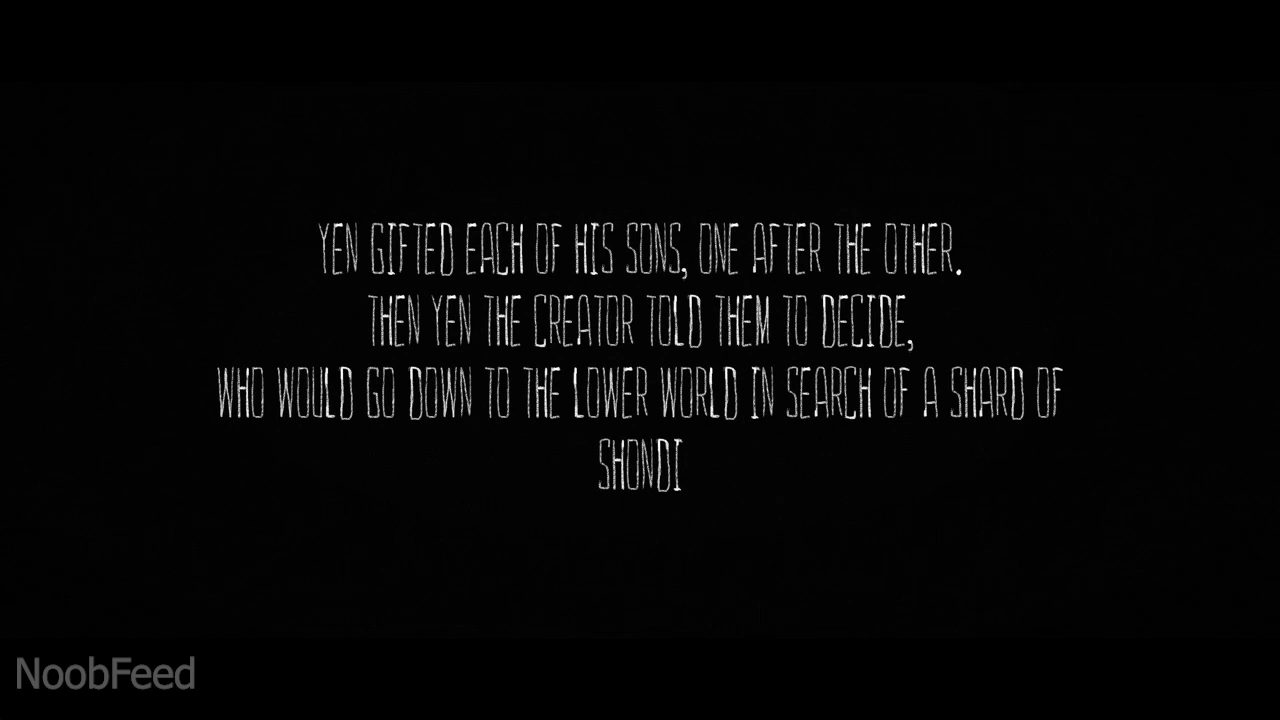 YEN GIFTED EACH OF HIS SONS, ONE AFTER THE OTHER.
THEN YEN THE CREATOR TOLD THEM TO DECIDE,
WHO WOULD GO DOWN TO THE LOWER WORLD IN SEARCH OF A SHARD OF
SHONDI
NoobFeed